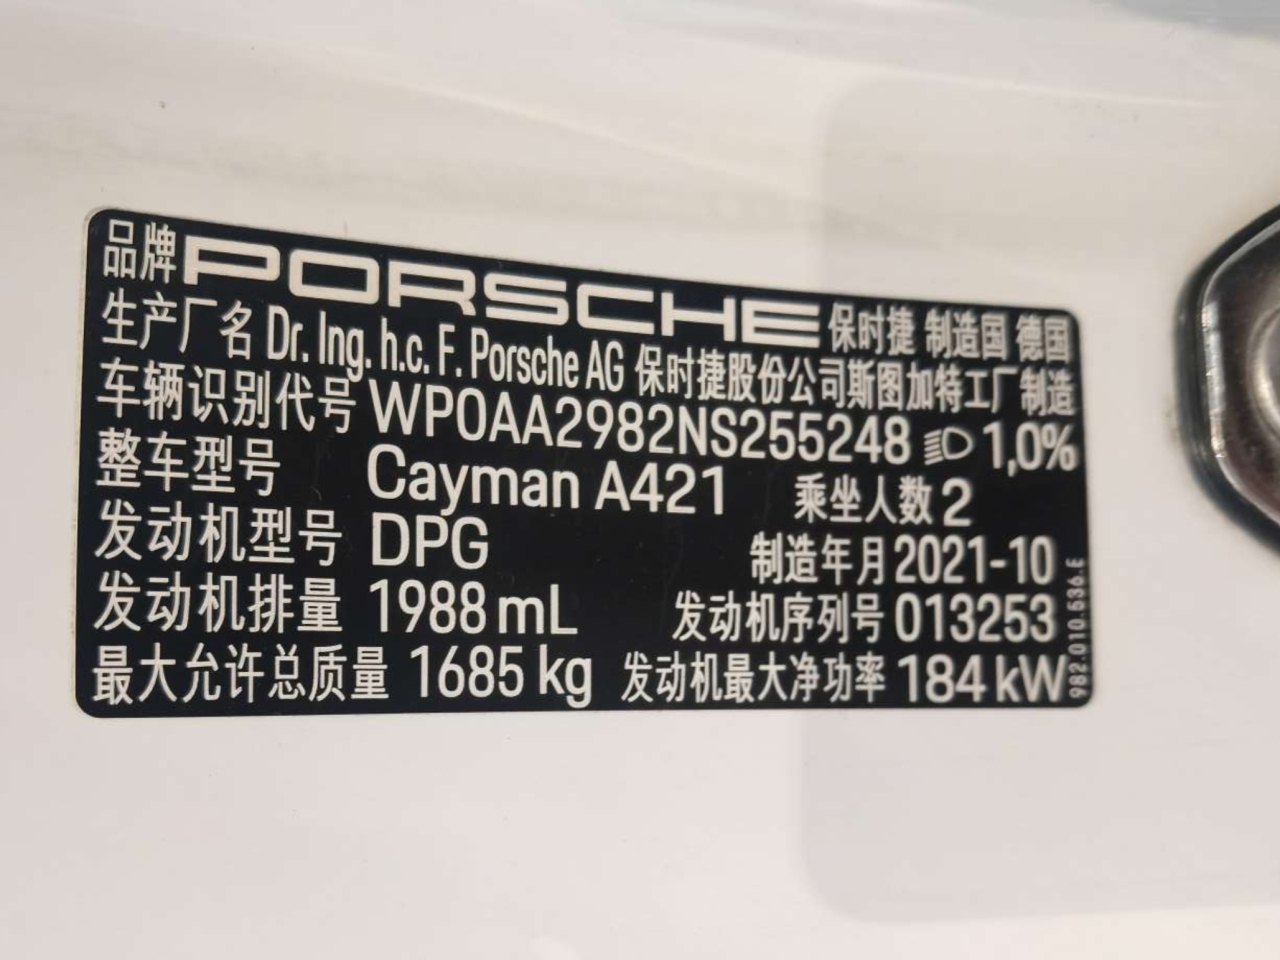 品牌 PORSCHE 保时捷 制造国 德国
生产厂名 Dr. Ing. h.c. F. Porsche AG 保时捷股份公司斯图加特工厂制造
车辆识别代号 WP0AA2982NS255248 1,0%
整车型号 Cayman A421 乘坐人数 2
发动机型号 DPG 制造年月 2021-10
发动机排量 1988 mL 发动机序列号 013253
最大允许总质量 1685 kg 发动机最大净功率 184 kW
982.010.536.E